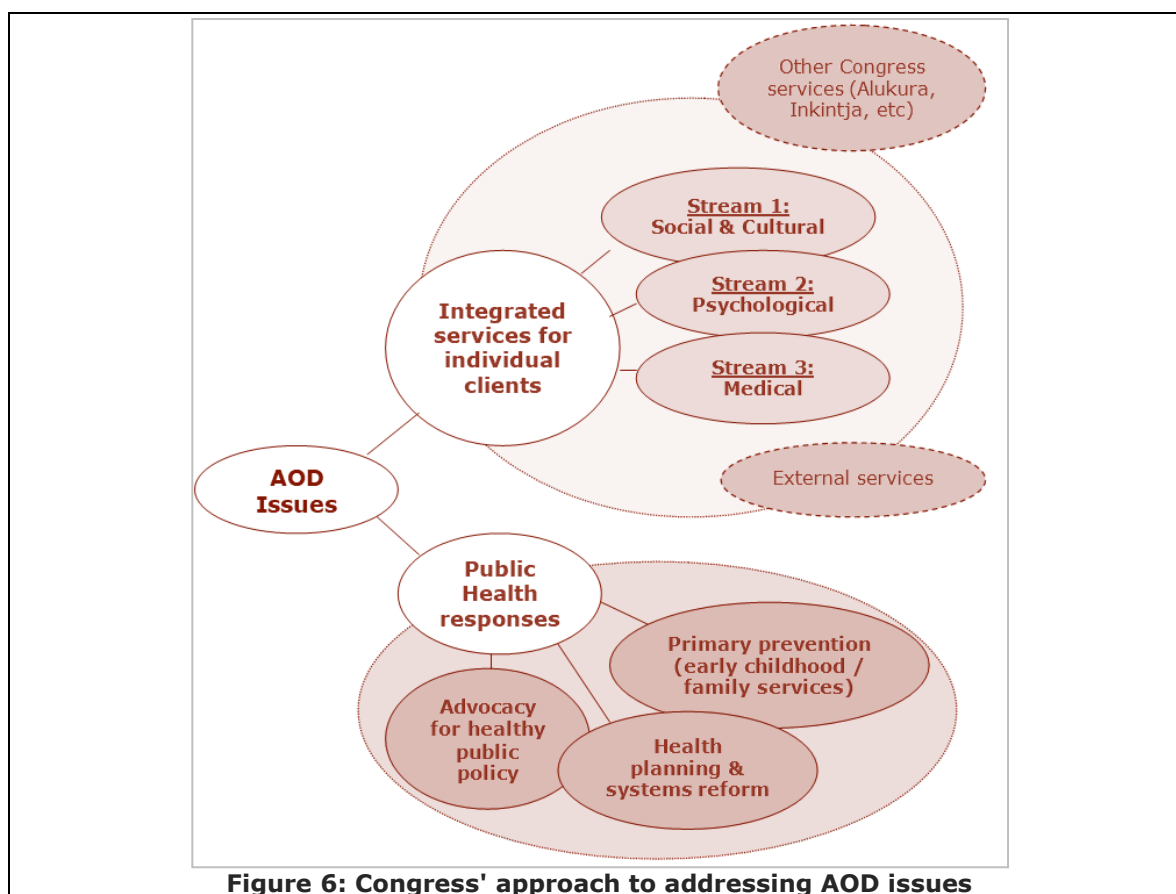 Other Congress
services (Alukura,
Inkintja, etc)
Stream 1:
Social & Cultural
Stream 2:
Psychological
Stream 3:
Medical
Integrated
services for
individual
clients
External services
AOD
Issues
Public
Health
responses
Primary prevention
(early childhood /
family services)
Advocacy
for healthy
public
policy
Health
planning &
systems reform
Figure 6: Congress' approach to addressing AOD issues